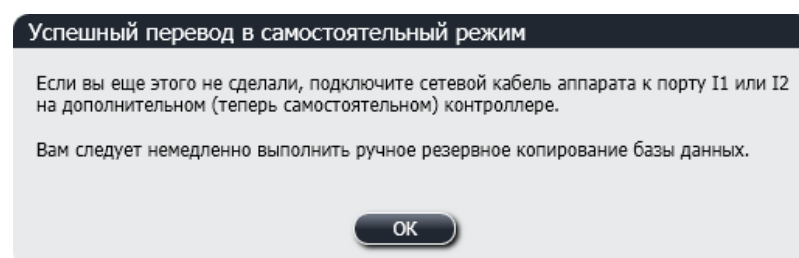 Успешный перевод в самостоятельный режим
Если вы еще этого не сделали, подключите сетевой кабель аппарата к порту I1 или I2
на дополнительном (теперь самостоятельном) контроллере.
Вам следует немедленно выполнить ручное резервное копирование базы данных.
OK